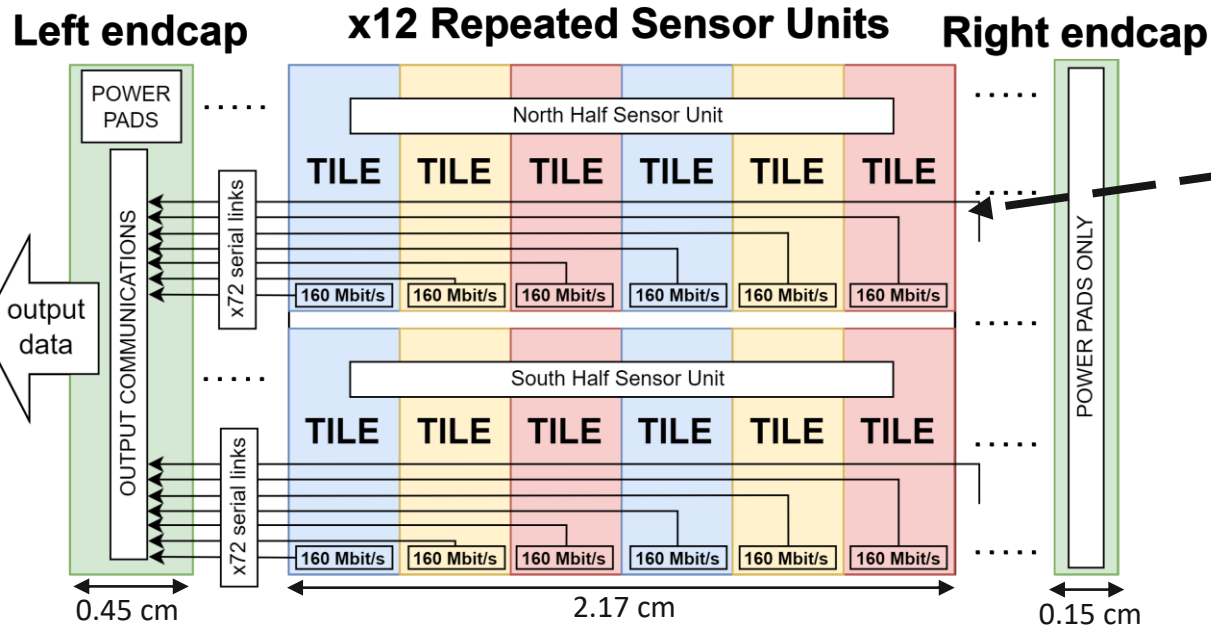 Left endcap
x12 Repeated Sensor Units
Right endcap
POWER
PADS
North Half Sensor Unit
TILE TILE TILE TILE TILE TILE
x72 serial links
OUTPUT COMMUNICATIONS
POWER PADS ONLY
160 Mbit/s 160 Mbit/s 160 Mbit/s 160 Mbit/s 160 Mbit/s 160 Mbit/s
output
data
South Half Sensor Unit
TILE TILE TILE TILE TILE TILE
x72 serial links
160 Mbit/s 160 Mbit/s 160 Mbit/s 160 Mbit/s 160 Mbit/s 160 Mbit/s
0.45 cm
2.17 cm
0.15 cm